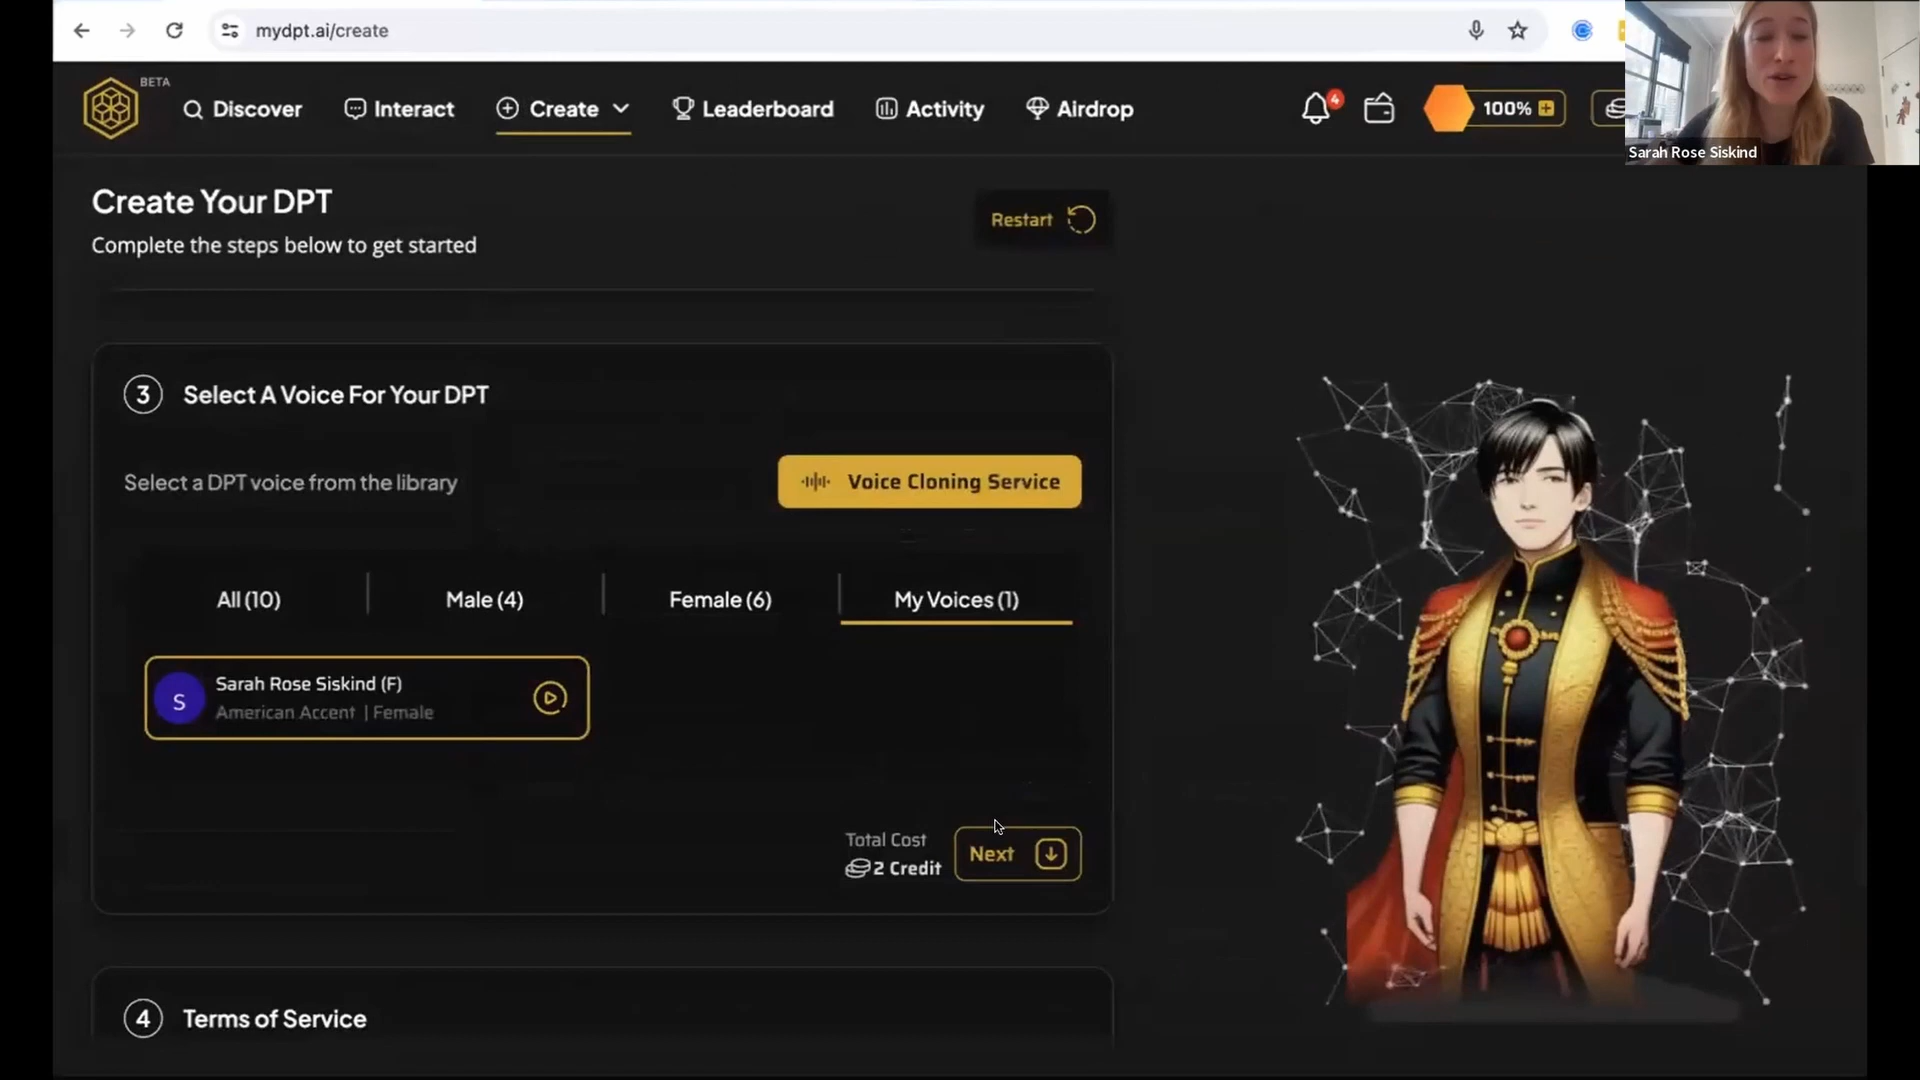 mydpt.ai/create
BETA
Discover
Interact
Create
Leaderboard
Activity
Airdrop
4
100%
Sarah Rose Siskind
Create Your DPT
Complete the steps below to get started
Restart
3 Select A Voice For Your DPT
Select a DPT voice from the library
Voice Cloning Service
All (10)
Male (4)
Female (6)
My Voices (1)
S
Sarah Rose Siskind (F)
American Accent | Female
Total Cost
2 Credit
Next
4 Terms of Service